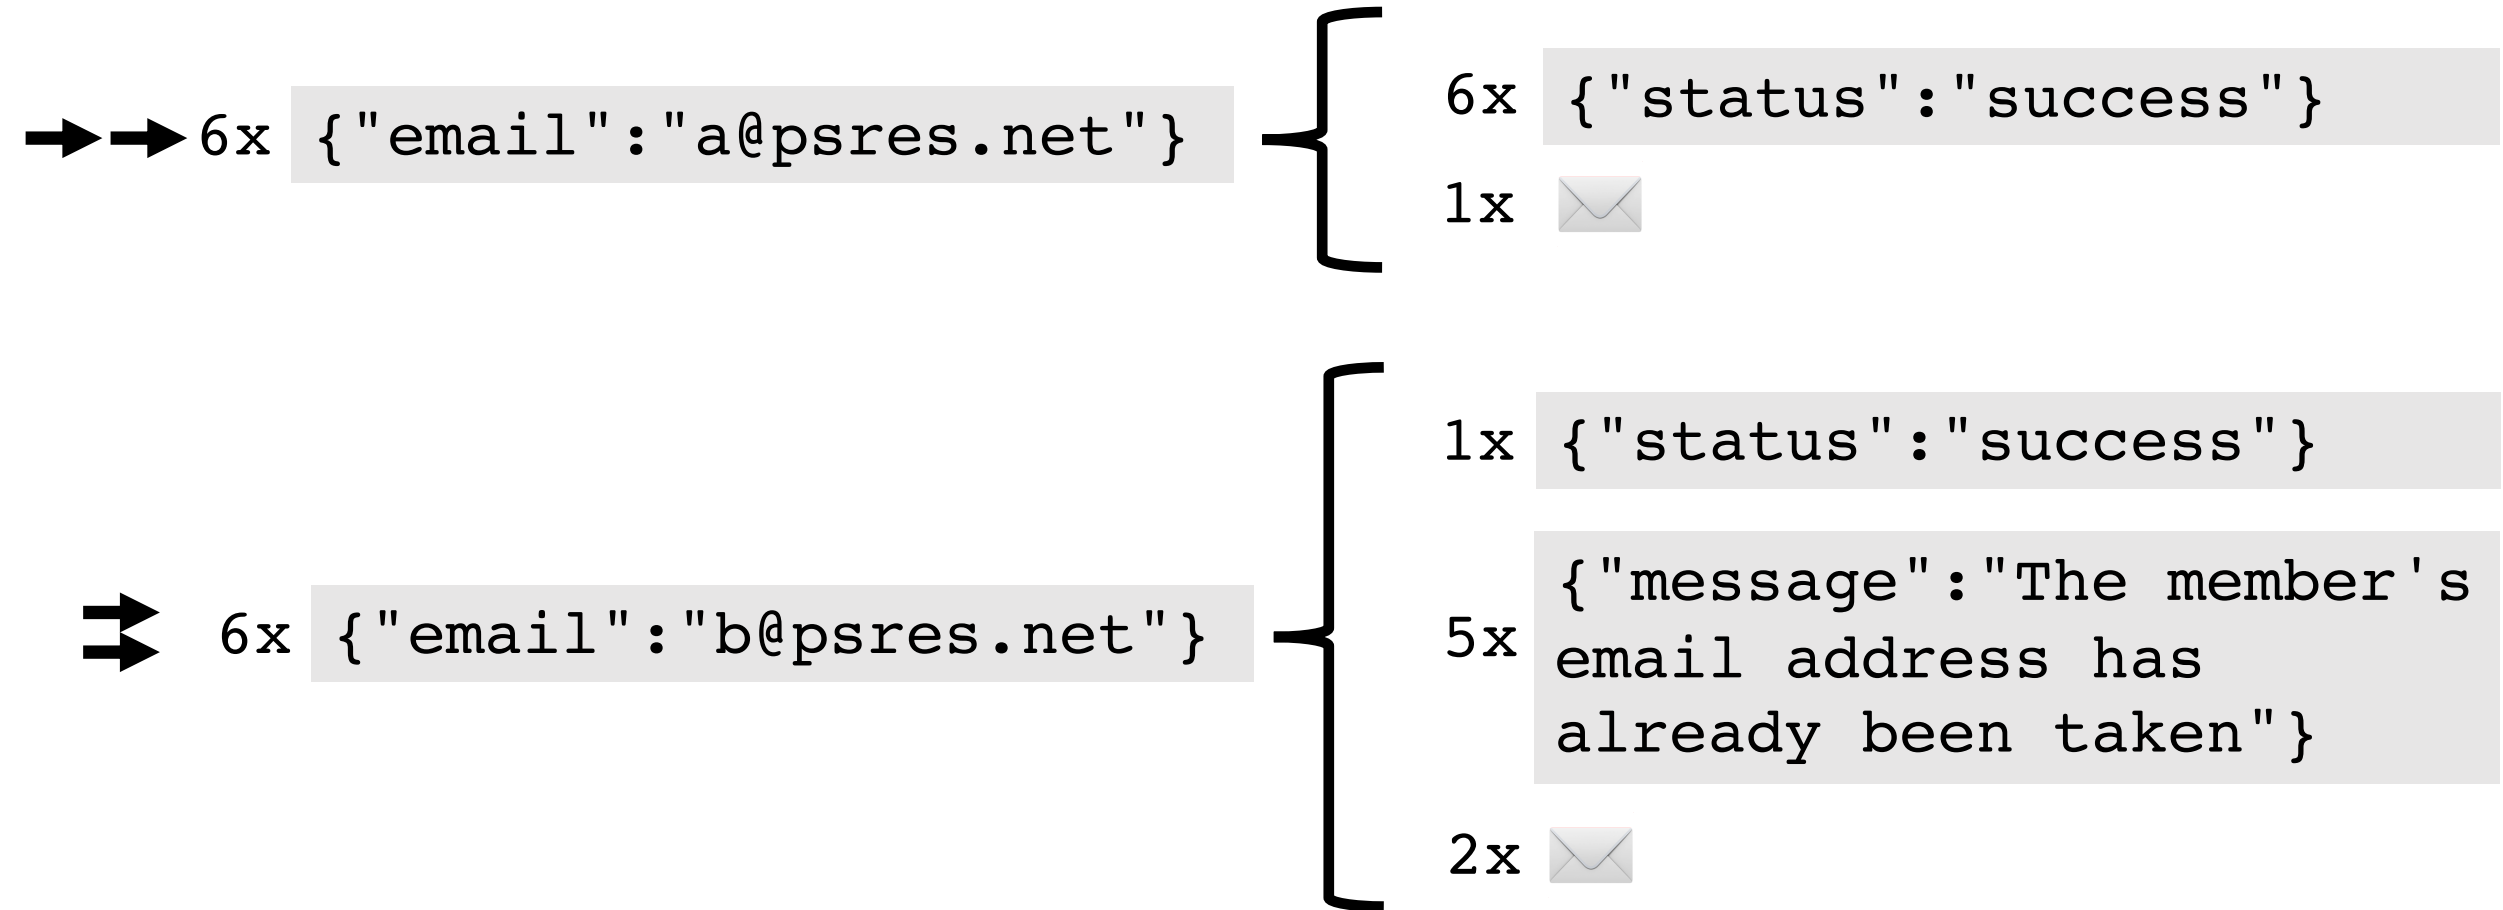 6x {"email":"a@psres.net"}
6x {"status":"success"}
1x
6x {"email":"b@psres.net"}
1x {"status":"success"}
5x {"message":"The member's
email address has
already been taken"}
2x